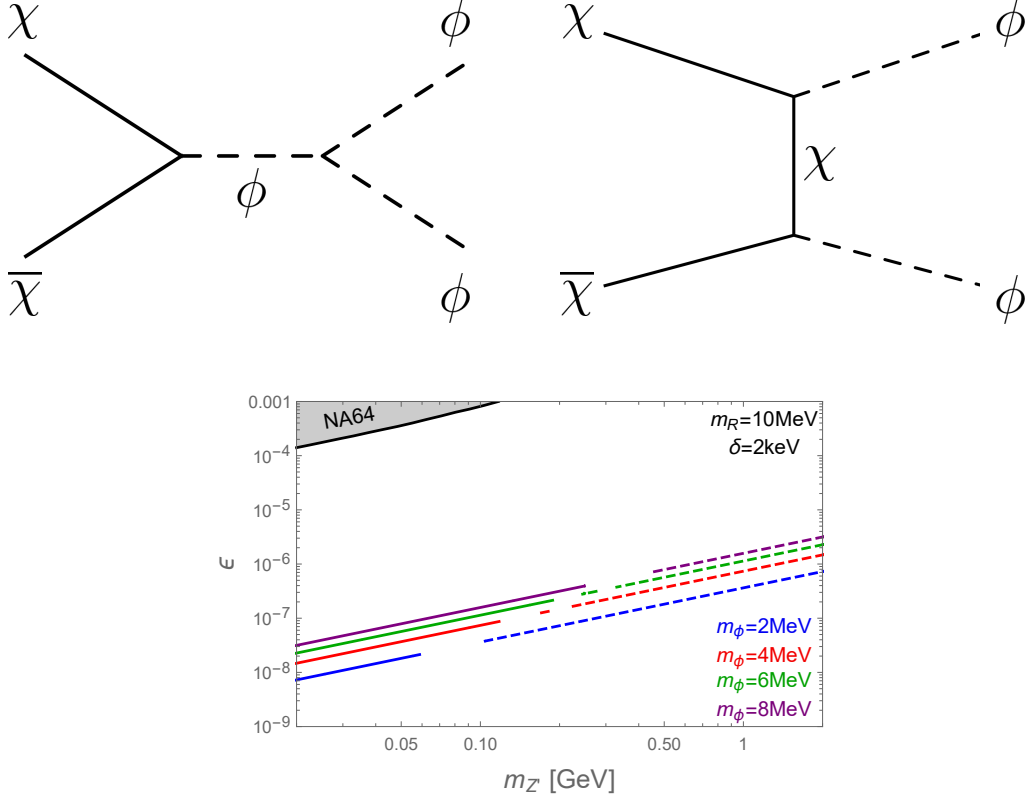 χ ϕ χ ϕ
ϕ χ
χ̅ ϕ χ̅ ϕ
0.001
NA64
m_R=10MeV
δ=2keV
10⁻⁴
10⁻⁵
ϵ
10⁻⁶
10⁻⁷
m_ϕ=2MeV
m_ϕ=4MeV
10⁻⁸
m_ϕ=6MeV
m_ϕ=8MeV
10⁻⁹
0.05 0.10 0.50 1
m_Z' [GeV]